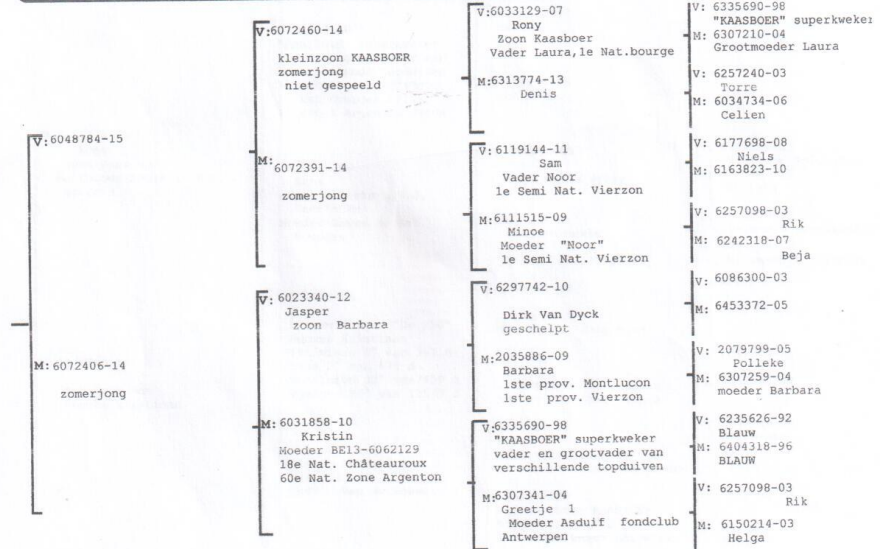 V:6048784-15
M:6072406-14
zomerjong
V:6072460-14
kleinzoon KAASBOER
zomerjong
niet gespeeld
M:6072391-14
zomerjong
V:6023340-12
Jasper
zoon Barbara
M:6031858-10
Kristin
Moeder BE13-6062129
18e Nat. Châteauroux
60e Nat. Zone Argenton
V:6033129-07
Rony
Zoon Kaasboer
Vader Laura,1e Nat.bourge
M:6313774-13
Denis
V:6119144-11
Sam
Vader Noor
1e Semi Nat. Vierzon
M:6111515-09
Minoe
Moeder "Noor"
1e Semi Nat. Vierzon
V:6297742-10
Dirk Van Dyck
geschelpt
M:2035886-09
Barbara
1ste prov. Montlucon
1ste prov. Vierzon
V:6335690-98
"KAASBOER" superkweker
vader en grootvader van
verschillende topduiven
M:6307341-04
Greetje 1
Moeder Asduif fondclub
Antwerpen
V: 6335690-98
"KAASBOER" superkweker
M: 6307210-04
Grootmoeder Laura
V: 6257240-03
Torre
M: 6034734-06
Celien
V: 6177698-08
Niels
M: 6163823-10
V: 6257098-03
Rik
M: 6242318-07
Beja
V: 6086300-03
M: 6453372-05
V: 2079799-05
Polleke
M: 6307259-04
moeder Barbara
V: 6235626-92
Blauw
M: 6404318-96
BLAUW
V: 6257098-03
Rik
M: 6150214-03
Helga